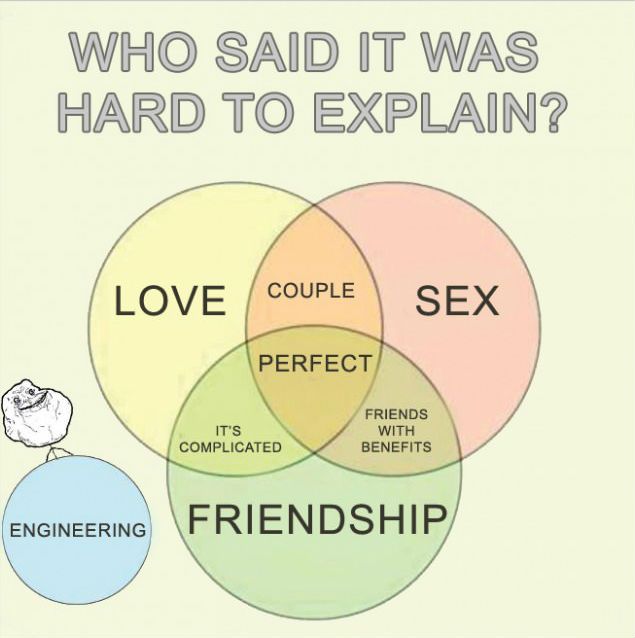 WHO SAID IT WAS
HARD TO EXPLAIN?
LOVE
COUPLE
SEX
PERFECT
IT'S
COMPLICATED
FRIENDS
WITH
BENEFITS
FRIENDSHIP
ENGINEERING